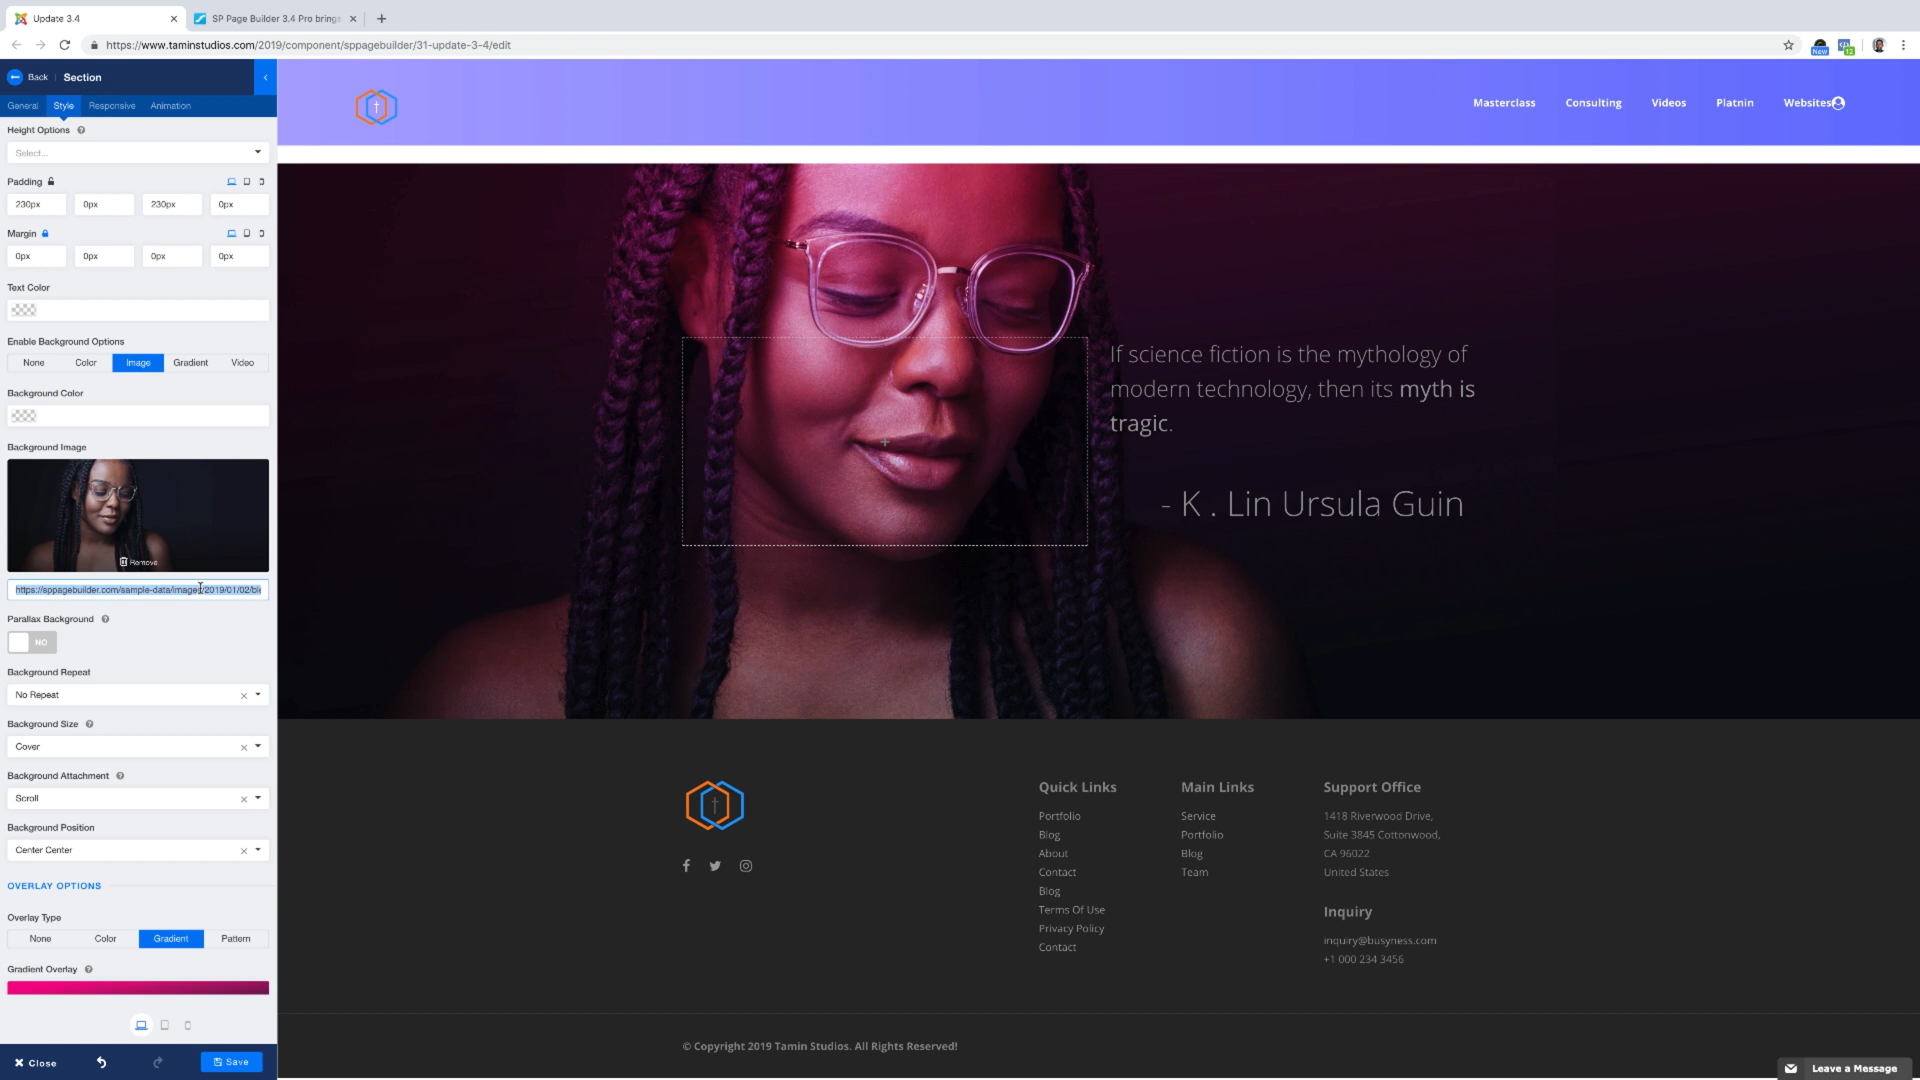 Update 3.4
SP Page Builder 3.4 Pro brings
https://www.taminstudios.com/2019/component/sppagebuilder/31-update-3-4/edit
New
12
Back
Section
General
Style
Responsive
Animation
Height Options
Select...
Padding
230px
0px
230px
0px
Margin
0px
0px
0px
0px
Text Color
Enable Background Options
None
Color
Image
Gradient
Video
Background Color
Background Image
Remove
https://sppagebuilder.com/sample-data/images/2019/01/02/ble
Parallax Background
NO
Background Repeat
No Repeat
Background Size
Cover
Background Attachment
Scroll
Background Position
Center Center
OVERLAY OPTIONS
Overlay Type
None
Color
Gradient
Pattern
Gradient Overlay
Close
Save
Masterclass
Consulting
Videos
Platnin
Websites
If science fiction is the mythology of
modern technology, then its myth is
tragic.
- K . Lin Ursula Guin
Quick Links
Portfolio
Blog
About
Contact
Blog
Terms Of Use
Privacy Policy
Contact
Main Links
Service
Portfolio
Blog
Team
Support Office
1418 Riverwood Drive,
Suite 3845 Cottonwood,
CA 96022
United States
Inquiry
inquiry@busyness.com
+1 000 234 3456
© Copyright 2019 Tamin Studios. All Rights Reserved!
Leave a Message